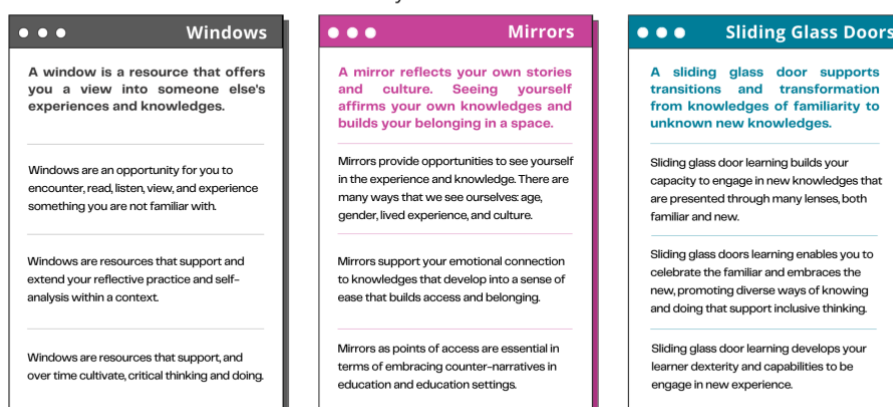 Windows
A window is a resource that offers
you a view into someone else's
experiences and knowledges.
Windows are an opportunity for you to
encounter, read, listen, view, and experience
something you are not familiar with.
Windows are resources that support and
extend your reflective practice and self-
analysis within a context.
Windows are resources that support, and
over time cultivate, critical thinking and doing.
Mirrors
A mirror reflects your own stories
and culture. Seeing yourself
affirms your own knowledges and
builds your belonging in a space.
Mirrors provide opportunities to see yourself
in the experience and knowledge. There are
many ways that we see ourselves: age,
gender, lived experience, and culture.
Mirrors support your emotional connection
to knowledges that develop into a sense of
ease that builds access and belonging.
Mirrors as points of access are essential in
terms of embracing counter-narratives in
education and education settings.
Sliding Glass Doors
A sliding glass door supports
transitions and transformation
from knowledges of familiarity to
unknown new knowledges.
Sliding glass door learning builds your
capacity to engage in new knowledges that
are presented through many lenses, both
familiar and new.
Sliding glass doors learning enables you to
celebrate the familiar and embraces the
new, promoting diverse ways of knowing
and doing that support inclusive thinking.
Sliding glass door learning develops your
learner dexterity and capabilities to be
engage in new experience.